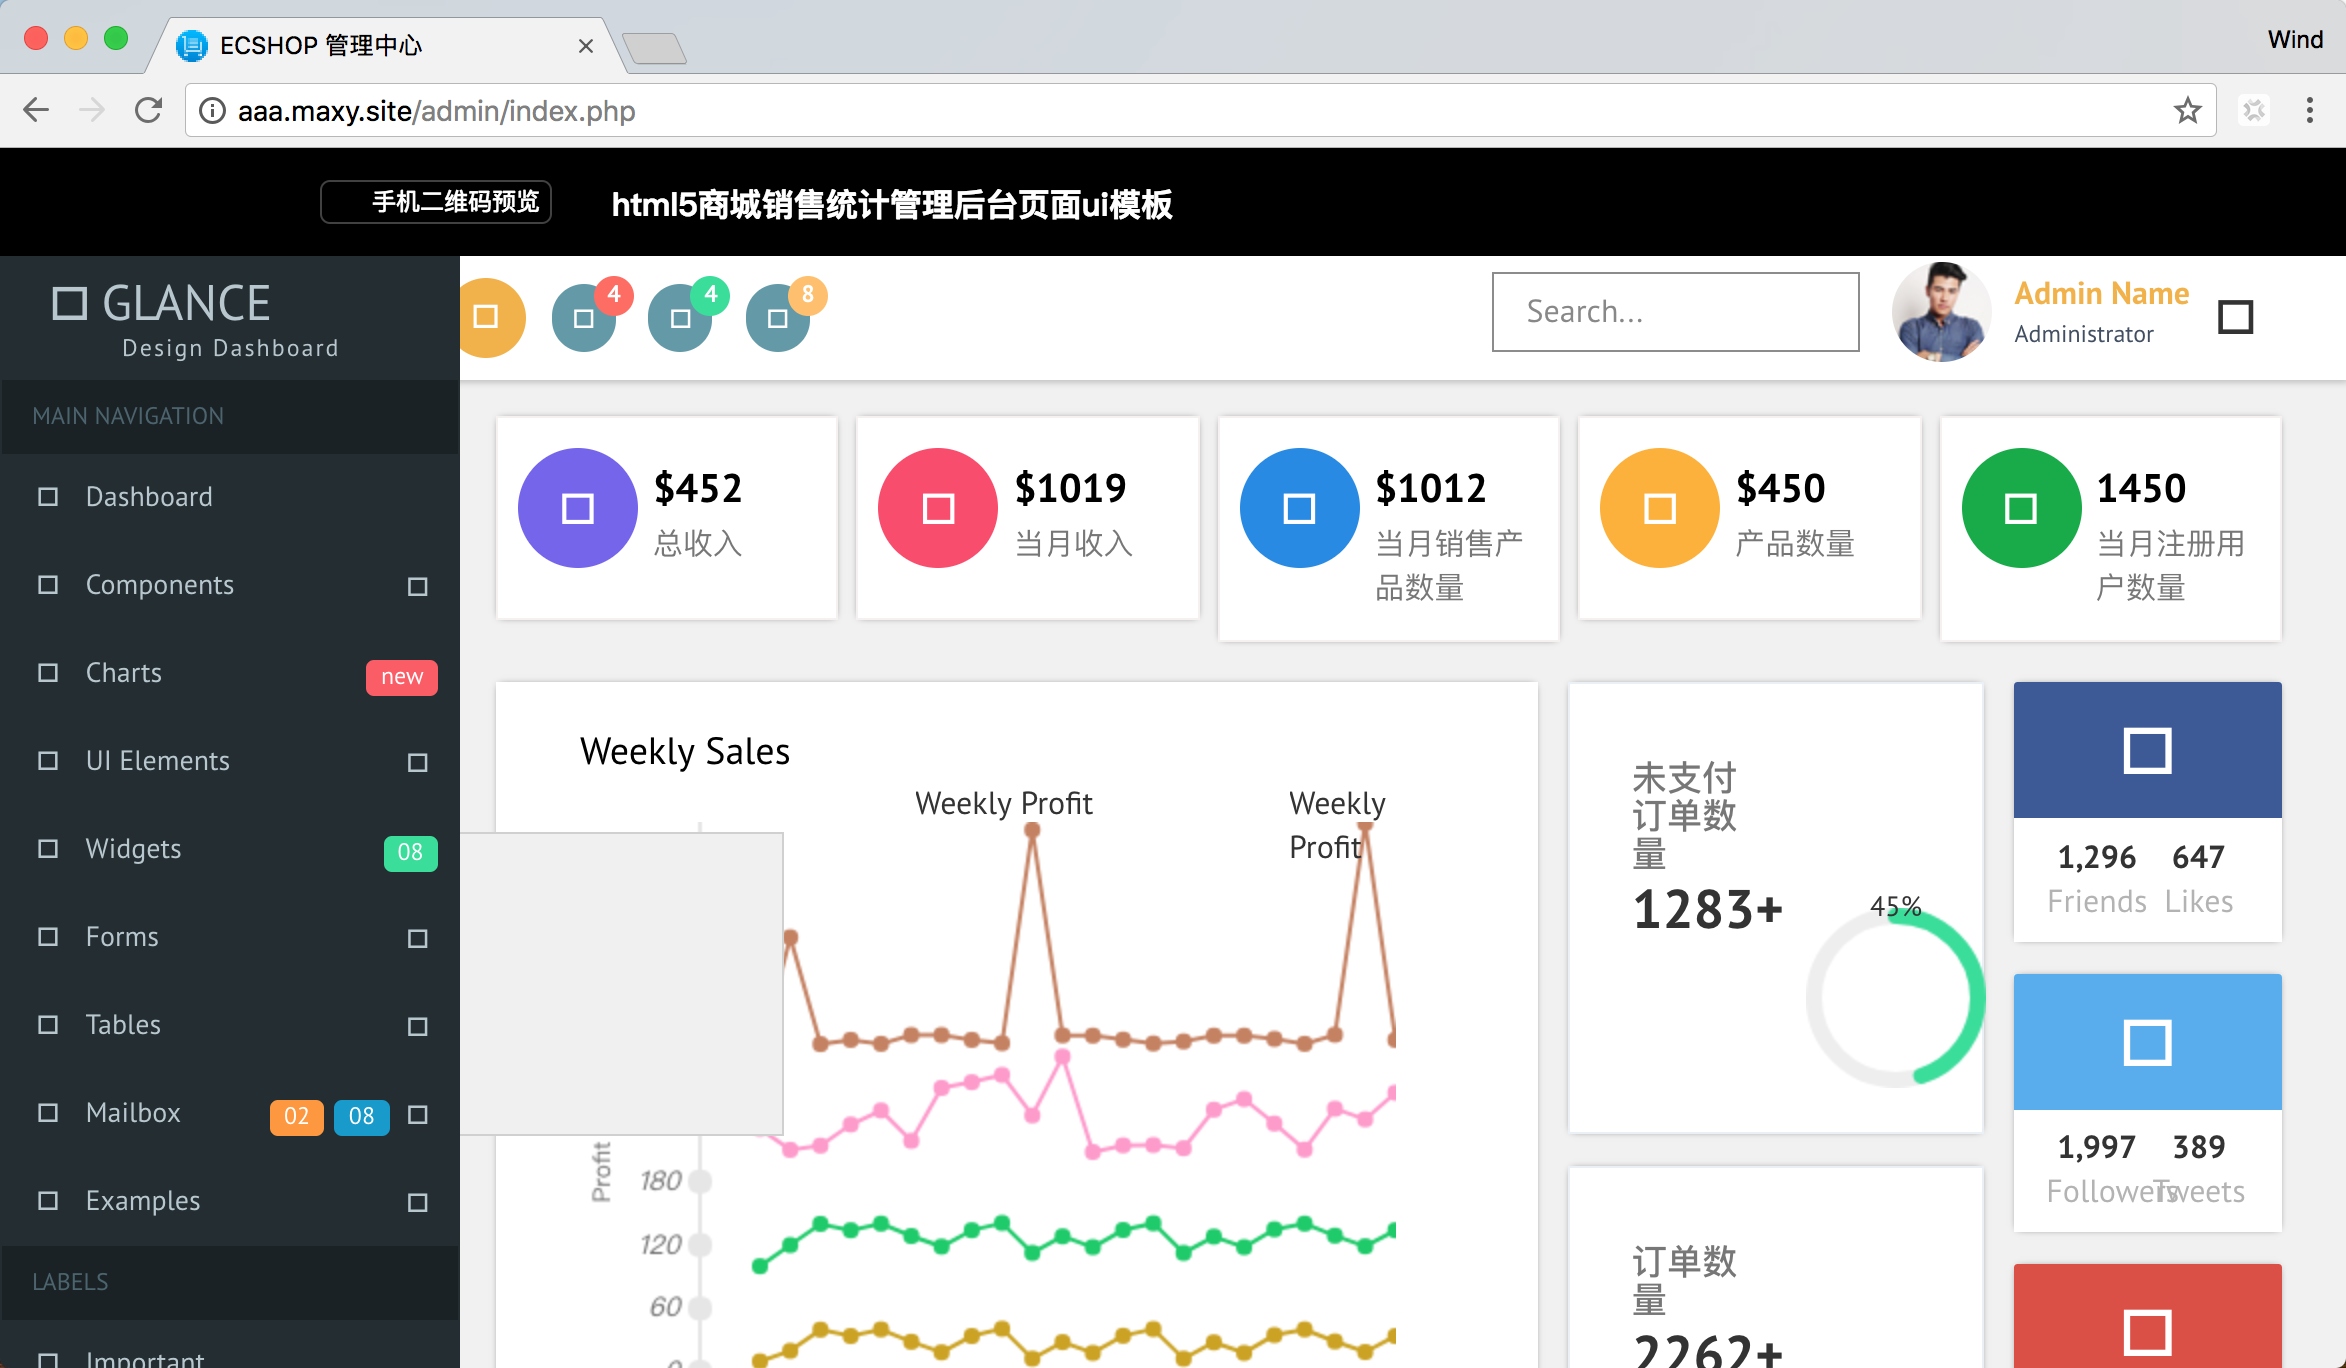 ECSHOP 管理中心
Wind
aaa.maxy.site/admin/index.php
手机二维码预览
html5商城销售统计管理后台页面ui模板
GLANCE
Design Dashboard
4
4
8
Search...
Admin Name
Administrator
MAIN NAVIGATION
Dashboard
Components
Charts
new
UI Elements
Widgets
08
Forms
Tables
Mailbox
02
08
Examples
LABELS
Important
$452
总收入
$1019
当月收入
$1012
当月销售产
品数量
$450
产品数量
1450
当月注册用
户数量
Weekly Sales
Weekly Profit
Weekly
Profit
Profit
180
120
60
0
未支付
订单数
量
1283+
45%
订单数
量
2262+
1,296 647
Friends Likes
1,997 389
Followers Tweets